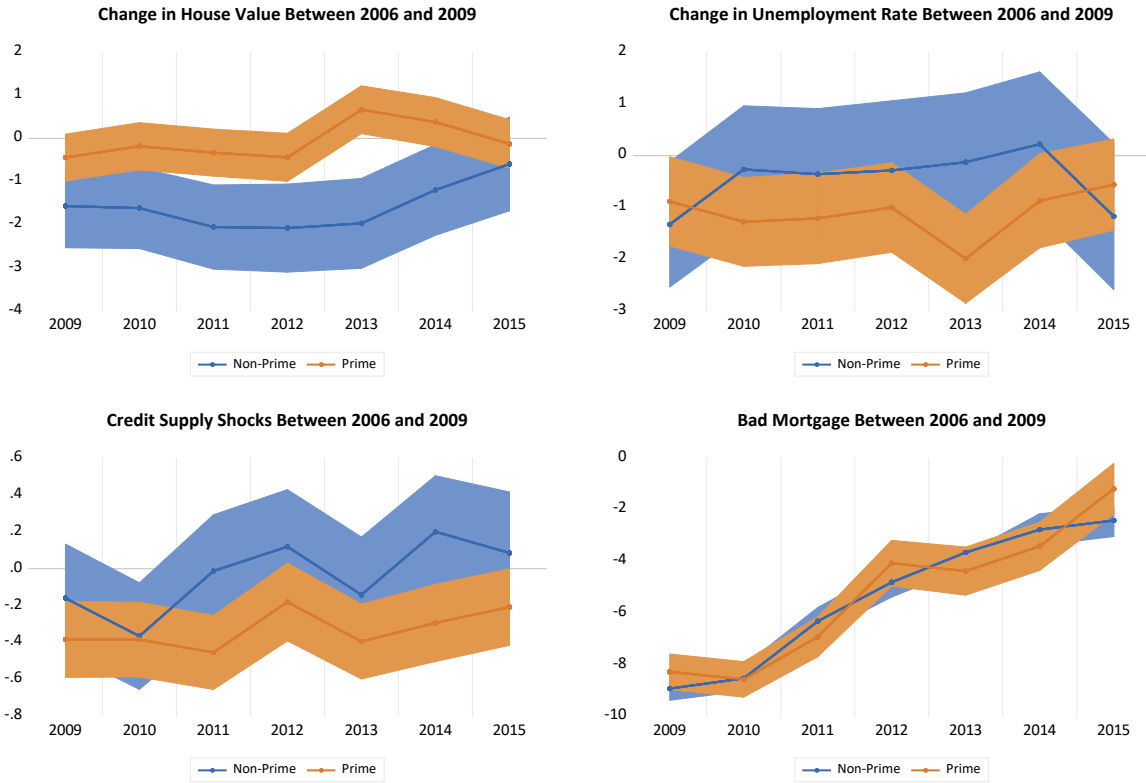 Change in House Value Between 2006 and 2009
2
1
0
-1
-2
-3
-4
2009 2010 2011 2012 2013 2014 2015
Non-Prime Prime
Change in Unemployment Rate Between 2006 and 2009
2
1
0
-1
-2
-3
2009 2010 2011 2012 2013 2014 2015
Non-Prime Prime
Credit Supply Shocks Between 2006 and 2009
.6
.4
.2
.0
-.2
-.4
-.6
-.8
2009 2010 2011 2012 2013 2014 2015
Non-Prime Prime
Bad Mortgage Between 2006 and 2009
0
-2
-4
-6
-8
-10
2009 2010 2011 2012 2013 2014 2015
Non-Prime Prime